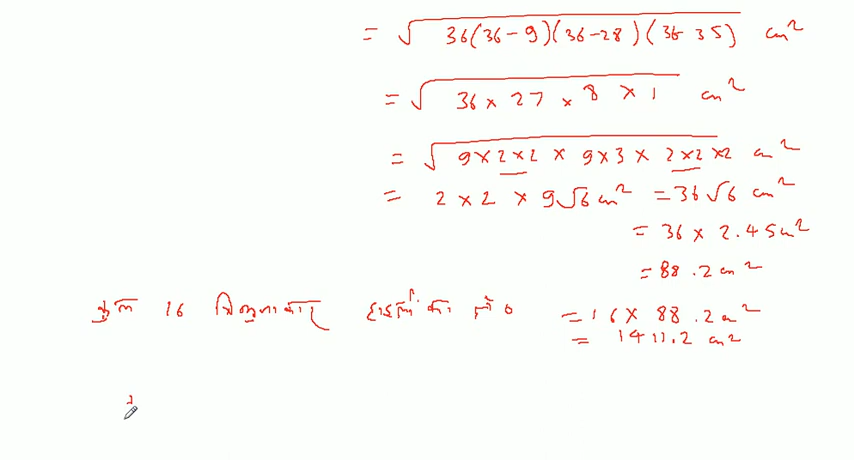 = √36(36-9)(36-28)(36-35) cm²
= √36 × 27 × 8 × 1 cm²
= √9×2×2 × 9×3 × 2×2×2 cm²
= 2 × 2 × 9√6 cm² = 36√6 cm²
= 36 × 2.45 cm²
= 88.2 cm²
16 = 16 × 88.2 cm²
= 1411.2 cm²